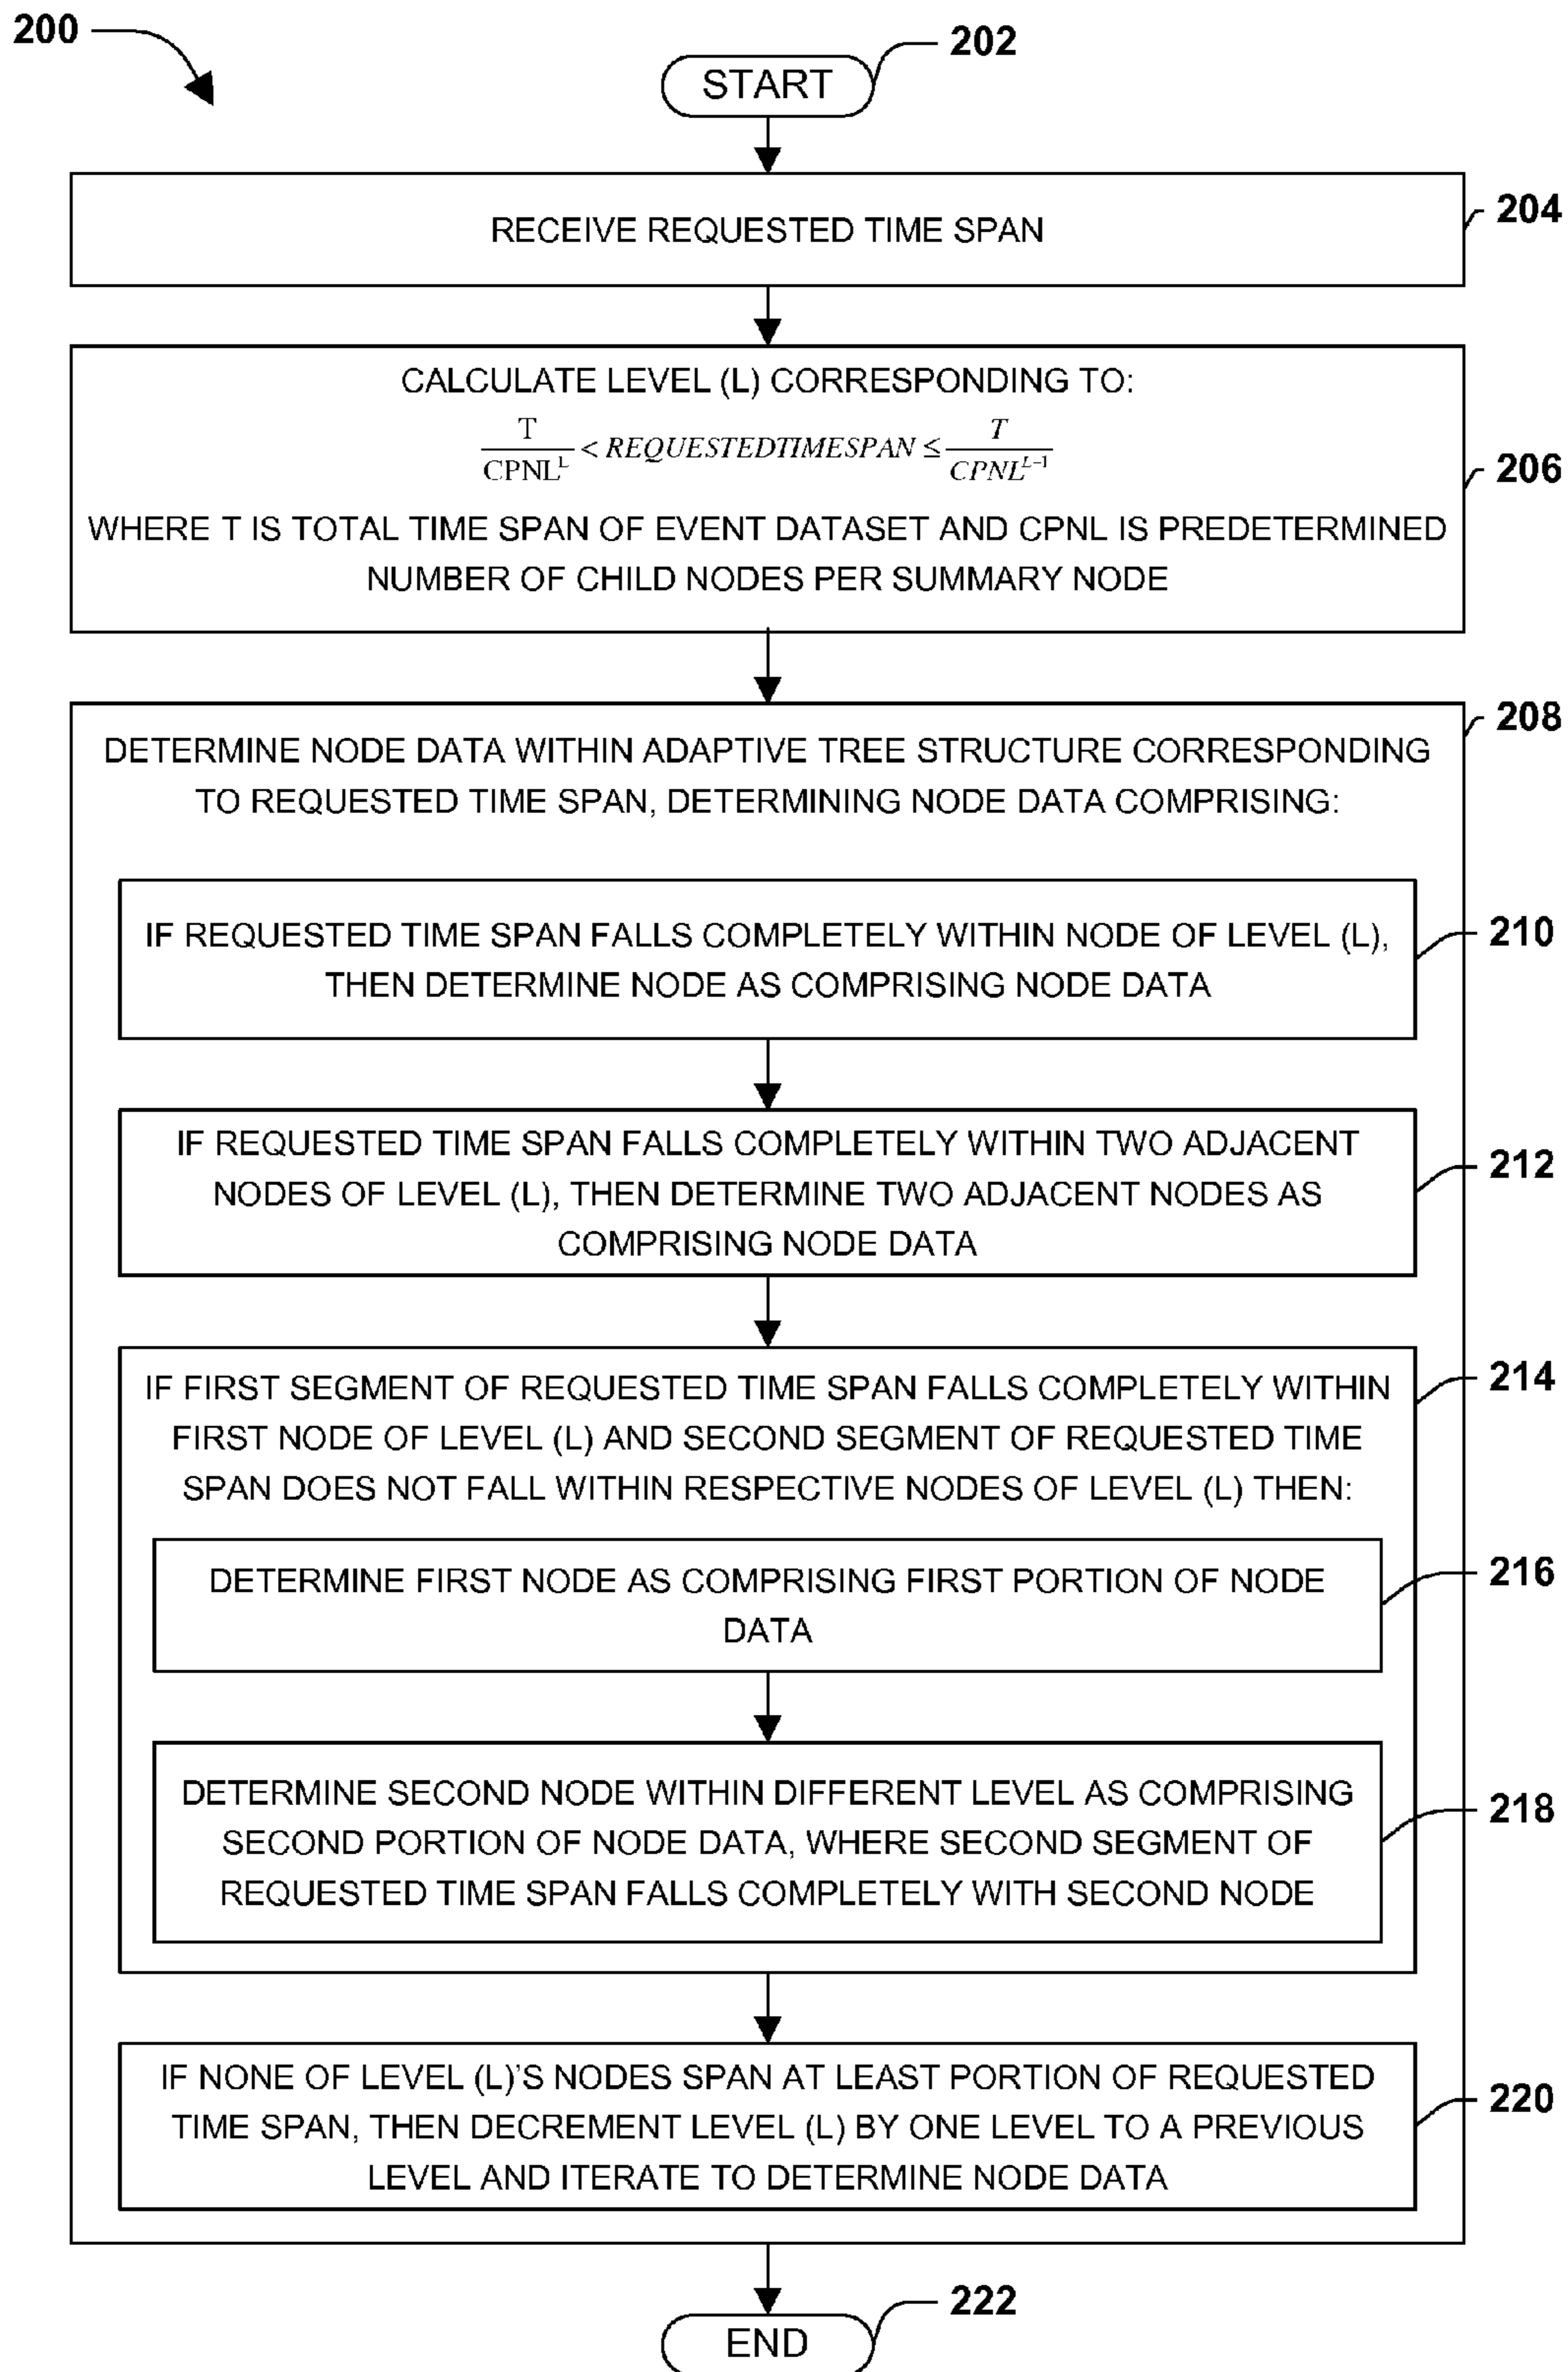 200
202
START
RECEIVE REQUESTED TIME SPAN
204
CALCULATE LEVEL (L) CORRESPONDING TO:
T/CPNL^L < REQUESTEDTIMESPAN ≤ T/CPNL^L-1
WHERE T IS TOTAL TIME SPAN OF EVENT DATASET AND CPNL IS PREDETERMINED
NUMBER OF CHILD NODES PER SUMMARY NODE
206
208
DETERMINE NODE DATA WITHIN ADAPTIVE TREE STRUCTURE CORRESPONDING
TO REQUESTED TIME SPAN, DETERMINING NODE DATA COMPRISING:
IF REQUESTED TIME SPAN FALLS COMPLETELY WITHIN NODE OF LEVEL (L),
THEN DETERMINE NODE AS COMPRISING NODE DATA
210
IF REQUESTED TIME SPAN FALLS COMPLETELY WITHIN TWO ADJACENT
NODES OF LEVEL (L), THEN DETERMINE TWO ADJACENT NODES AS
COMPRISING NODE DATA
212
IF FIRST SEGMENT OF REQUESTED TIME SPAN FALLS COMPLETELY WITHIN
FIRST NODE OF LEVEL (L) AND SECOND SEGMENT OF REQUESTED TIME
SPAN DOES NOT FALL WITHIN RESPECTIVE NODES OF LEVEL (L) THEN:
214
DETERMINE FIRST NODE AS COMPRISING FIRST PORTION OF NODE
DATA
216
DETERMINE SECOND NODE WITHIN DIFFERENT LEVEL AS COMPRISING
SECOND PORTION OF NODE DATA, WHERE SECOND SEGMENT OF
REQUESTED TIME SPAN FALLS COMPLETELY WITH SECOND NODE
218
IF NONE OF LEVEL (L)'S NODES SPAN AT LEAST PORTION OF REQUESTED
TIME SPAN, THEN DECREMENT LEVEL (L) BY ONE LEVEL TO A PREVIOUS
LEVEL AND ITERATE TO DETERMINE NODE DATA
220
222
END